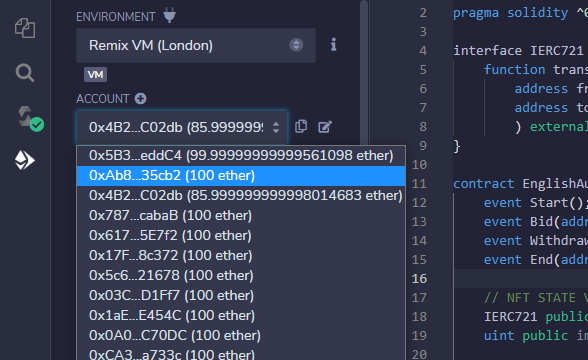 ENVIRONMENT
Remix VM (London)
VM
ACCOUNT
0x4B2...C02db (85.9999999
0x5B3...eddC4 (99.99999999999561098 ether)
0xAb8...35cb2 (100 ether)
0x4B2...C02db (85.999999999998014683 ether)
0x787...cabaB (100 ether)
0x617...5E7f2 (100 ether)
0x17F...8c372 (100 ether)
0x5c6...21678 (100 ether)
0x03C...D1Ff7 (100 ether)
0x1aE...E454C (100 ether)
0x0A0...C70DC (100 ether)
0xCA3...a733c (100 ether)
2 pragma solidity ^
3
4 interface IERC721
5 function trans
6 address fr
7 address to
8 ) external
9 }
10
11 contract EnglishAu
12 event Start();
13 event Bid(addr
14 event Withdraw
15 event End(addr
16
17 // NFT STATE V
18 IERC721 public
19 uint public im
20